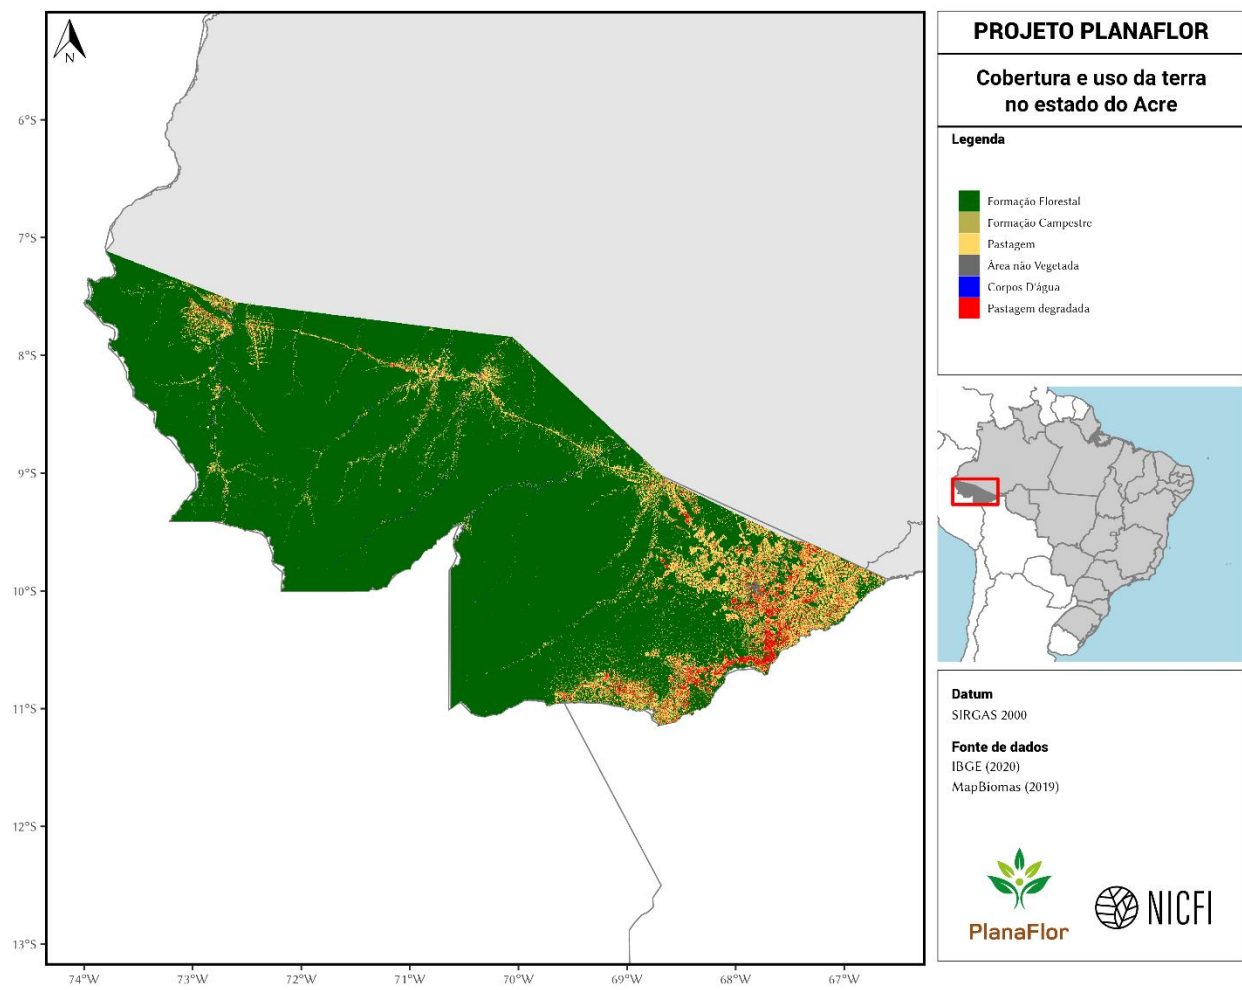 N
6°S
7°S
8°S
9°S
10°S
11°S
12°S
13°S
74°W
73°W
72°W
71°W
70°W
69°W
68°W
67°W
PROJETO PLANAFLOR
Cobertura e uso da terra
no estado do Acre
Legenda
Formação Florestal
Formação Campestre
Pastagem
Área não Vegetada
Corpos D'água
Pastagem degradada
Datum
SIRGAS 2000
Fonte de dados
IBGE (2020)
MapBiomas (2019)
PlanaFlor
NICFI